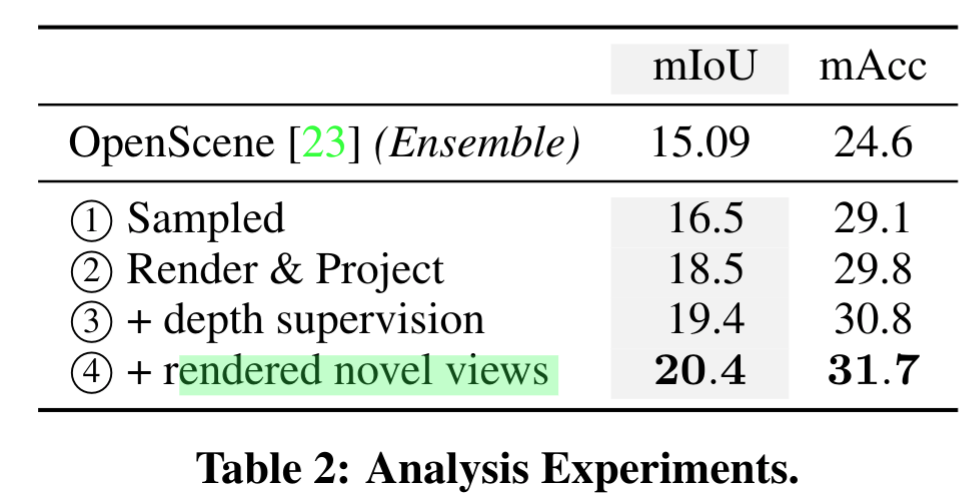 mIoU mAcc
OpenScene [23] (Ensemble) 15.09 24.6
① Sampled 16.5 29.1
② Render & Project 18.5 29.8
③ + depth supervision 19.4 30.8
④ + rendered novel views 20.4 31.7
Table 2: Analysis Experiments.